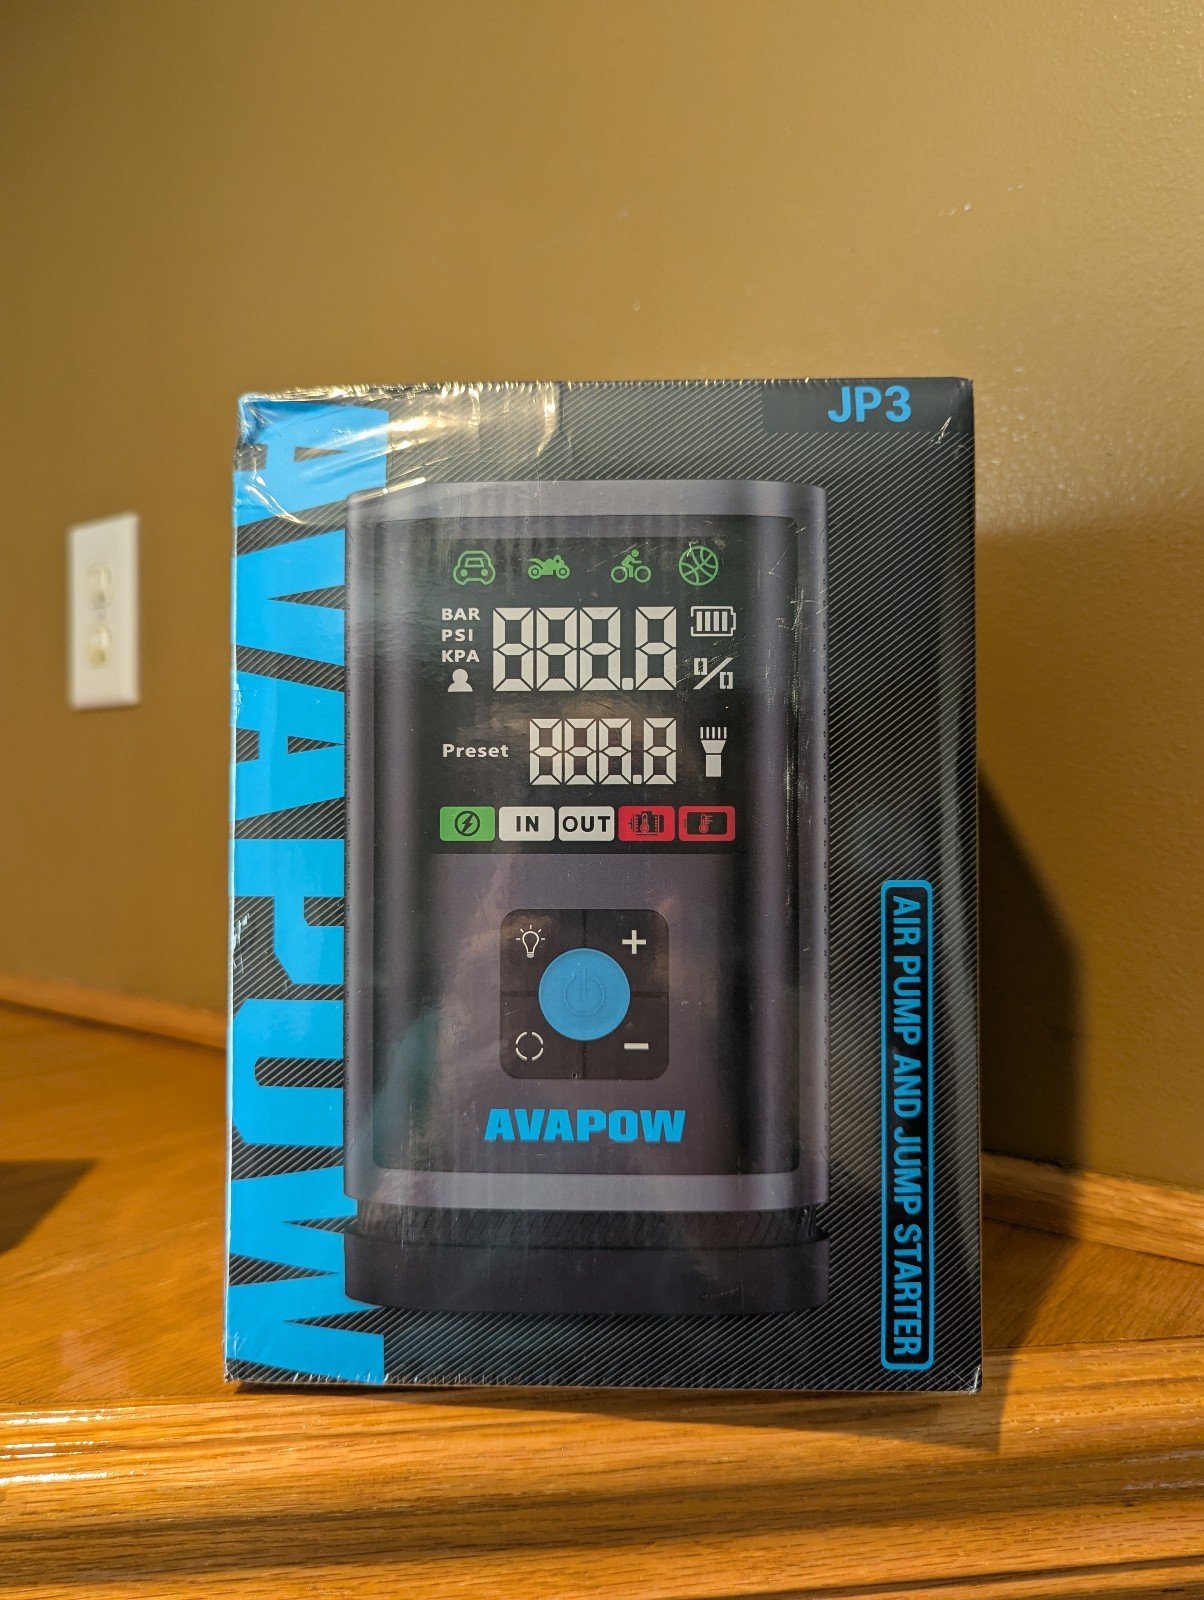 JP3
AVAPOW
BAR
PSI
KPA
888.8
%
Preset
888.8
IN
OUT
+
-
AVAPOW
AIR PUMP AND JUMP STARTER